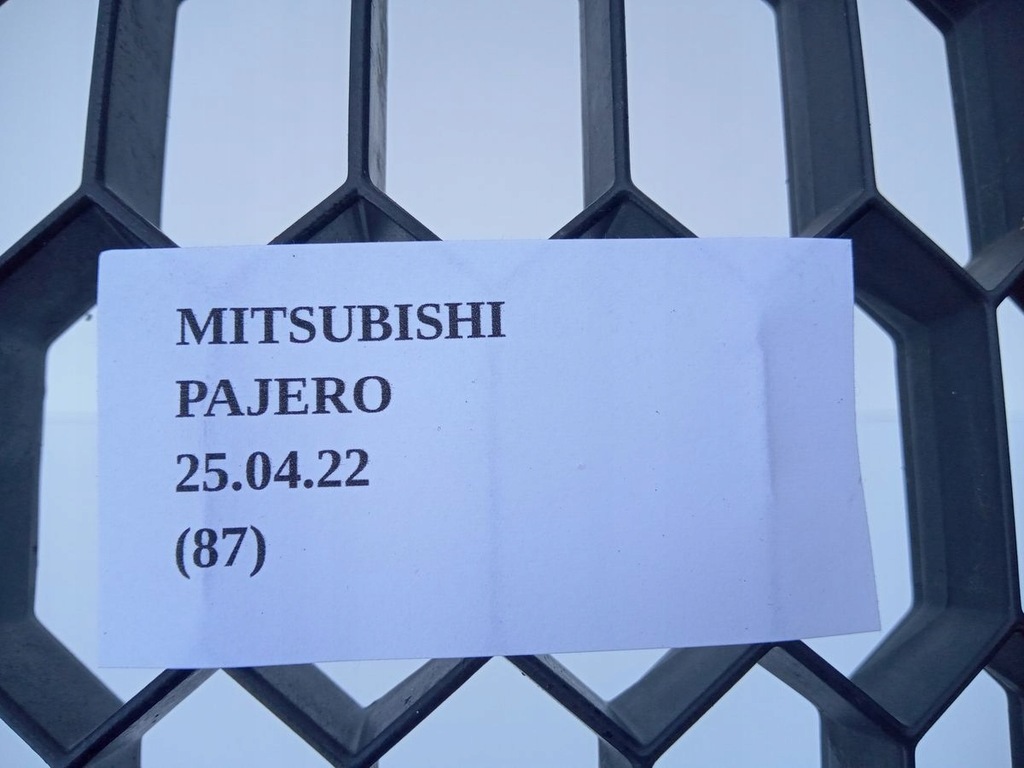 MITSUBISHI
PAJERO
25.04.22
(87)